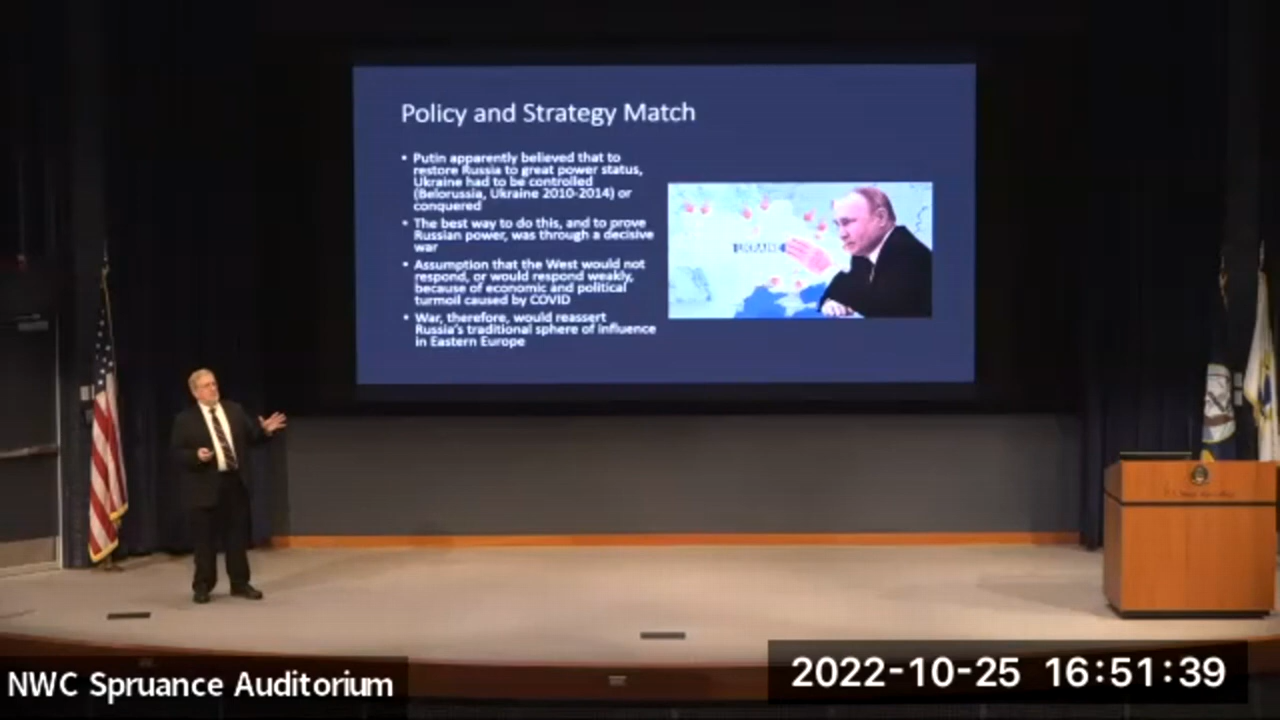 Policy and Strategy Match
• Putin apparently believed that to
restore Russia to great power status,
Ukraine had to be controlled
(Belorussia, Ukraine 2010-2014) or
conquered
• The best way to do this, and to prove
Russian power, was through a decisive
war
• Assumption that the West would not
respond, or would respond weakly,
because of economic and political
turmoil caused by COVID
• War, therefore, would reassert
Russia's traditional sphere of influence
in Eastern Europe
UKRAINE
NWC Spruance Auditorium
2022-10-25 16:51:39